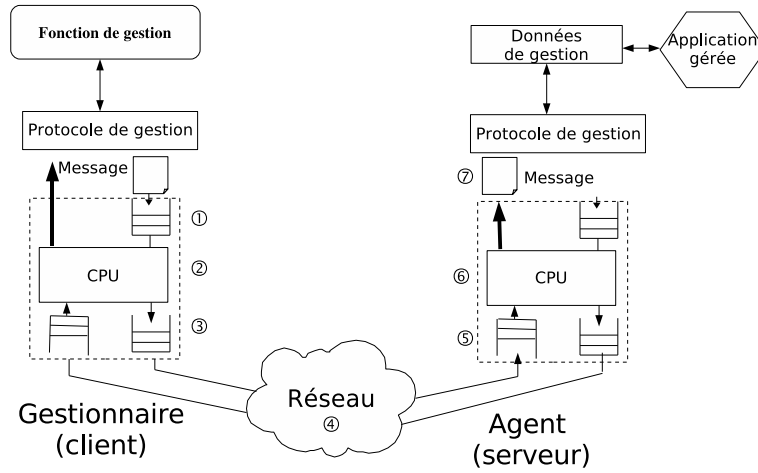 Fonction de gestion
Protocole de gestion
Message
①
②
CPU
③
Gestionnaire
(client)
Réseau
④
Données
de gestion
Application
gérée
Protocole de gestion
⑦
Message
⑥
CPU
⑤
Agent
(serveur)